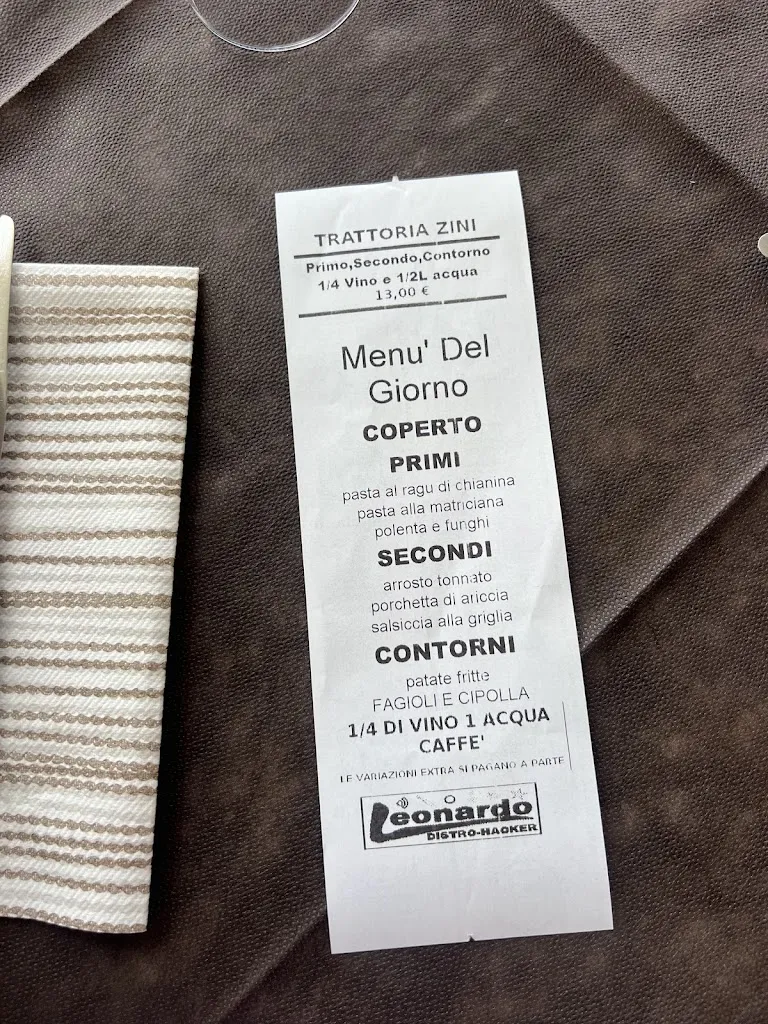 TRATTORIA ZINI
Primo,Secondo,Contorno
1/4 Vino e 1/2L acqua
13,00 €
Menu' Del
Giorno
COPERTO
PRIMI
pasta al ragu di chianina
pasta alla matriciana
polenta e funghi
SECONDI
arrosto tonnato
porchetta di ariccia
salsiccia alla griglia
CONTORNI
patate fritte
FAGIOLI E CIPOLLA
1/4 DI VINO 1 ACQUA
CAFFE'
LE VARIAZIONI EXTRA SI PAGANO A PARTE
Leonardo
DISTRO-HACKER